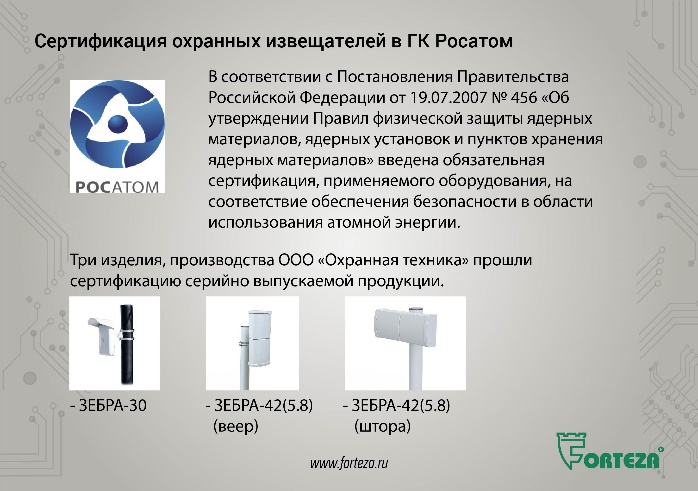 Сертификация охранных извещателей в ГК Росатом
В соответствии с Постановления Правительства
Российской Федерации от 19.07.2007 № 456 «Об
утверждении Правил физической защиты ядерных
материалов, ядерных установок и пунктов хранения
ядерных материалов» введена обязательная
сертификация, применяемого оборудования, на
соответствие обеспечения безопасности в области
использования атомной энергии.
РОСАТОМ
Три изделия, производства ООО «Охранная техника» прошли
сертификацию серийно выпускаемой продукции.
- ЗЕБРА-30
- ЗЕБРА-42(5.8)
(веер)
- ЗЕБРА-42(5.8)
(штора)
www.forteza.ru
FORTEZA